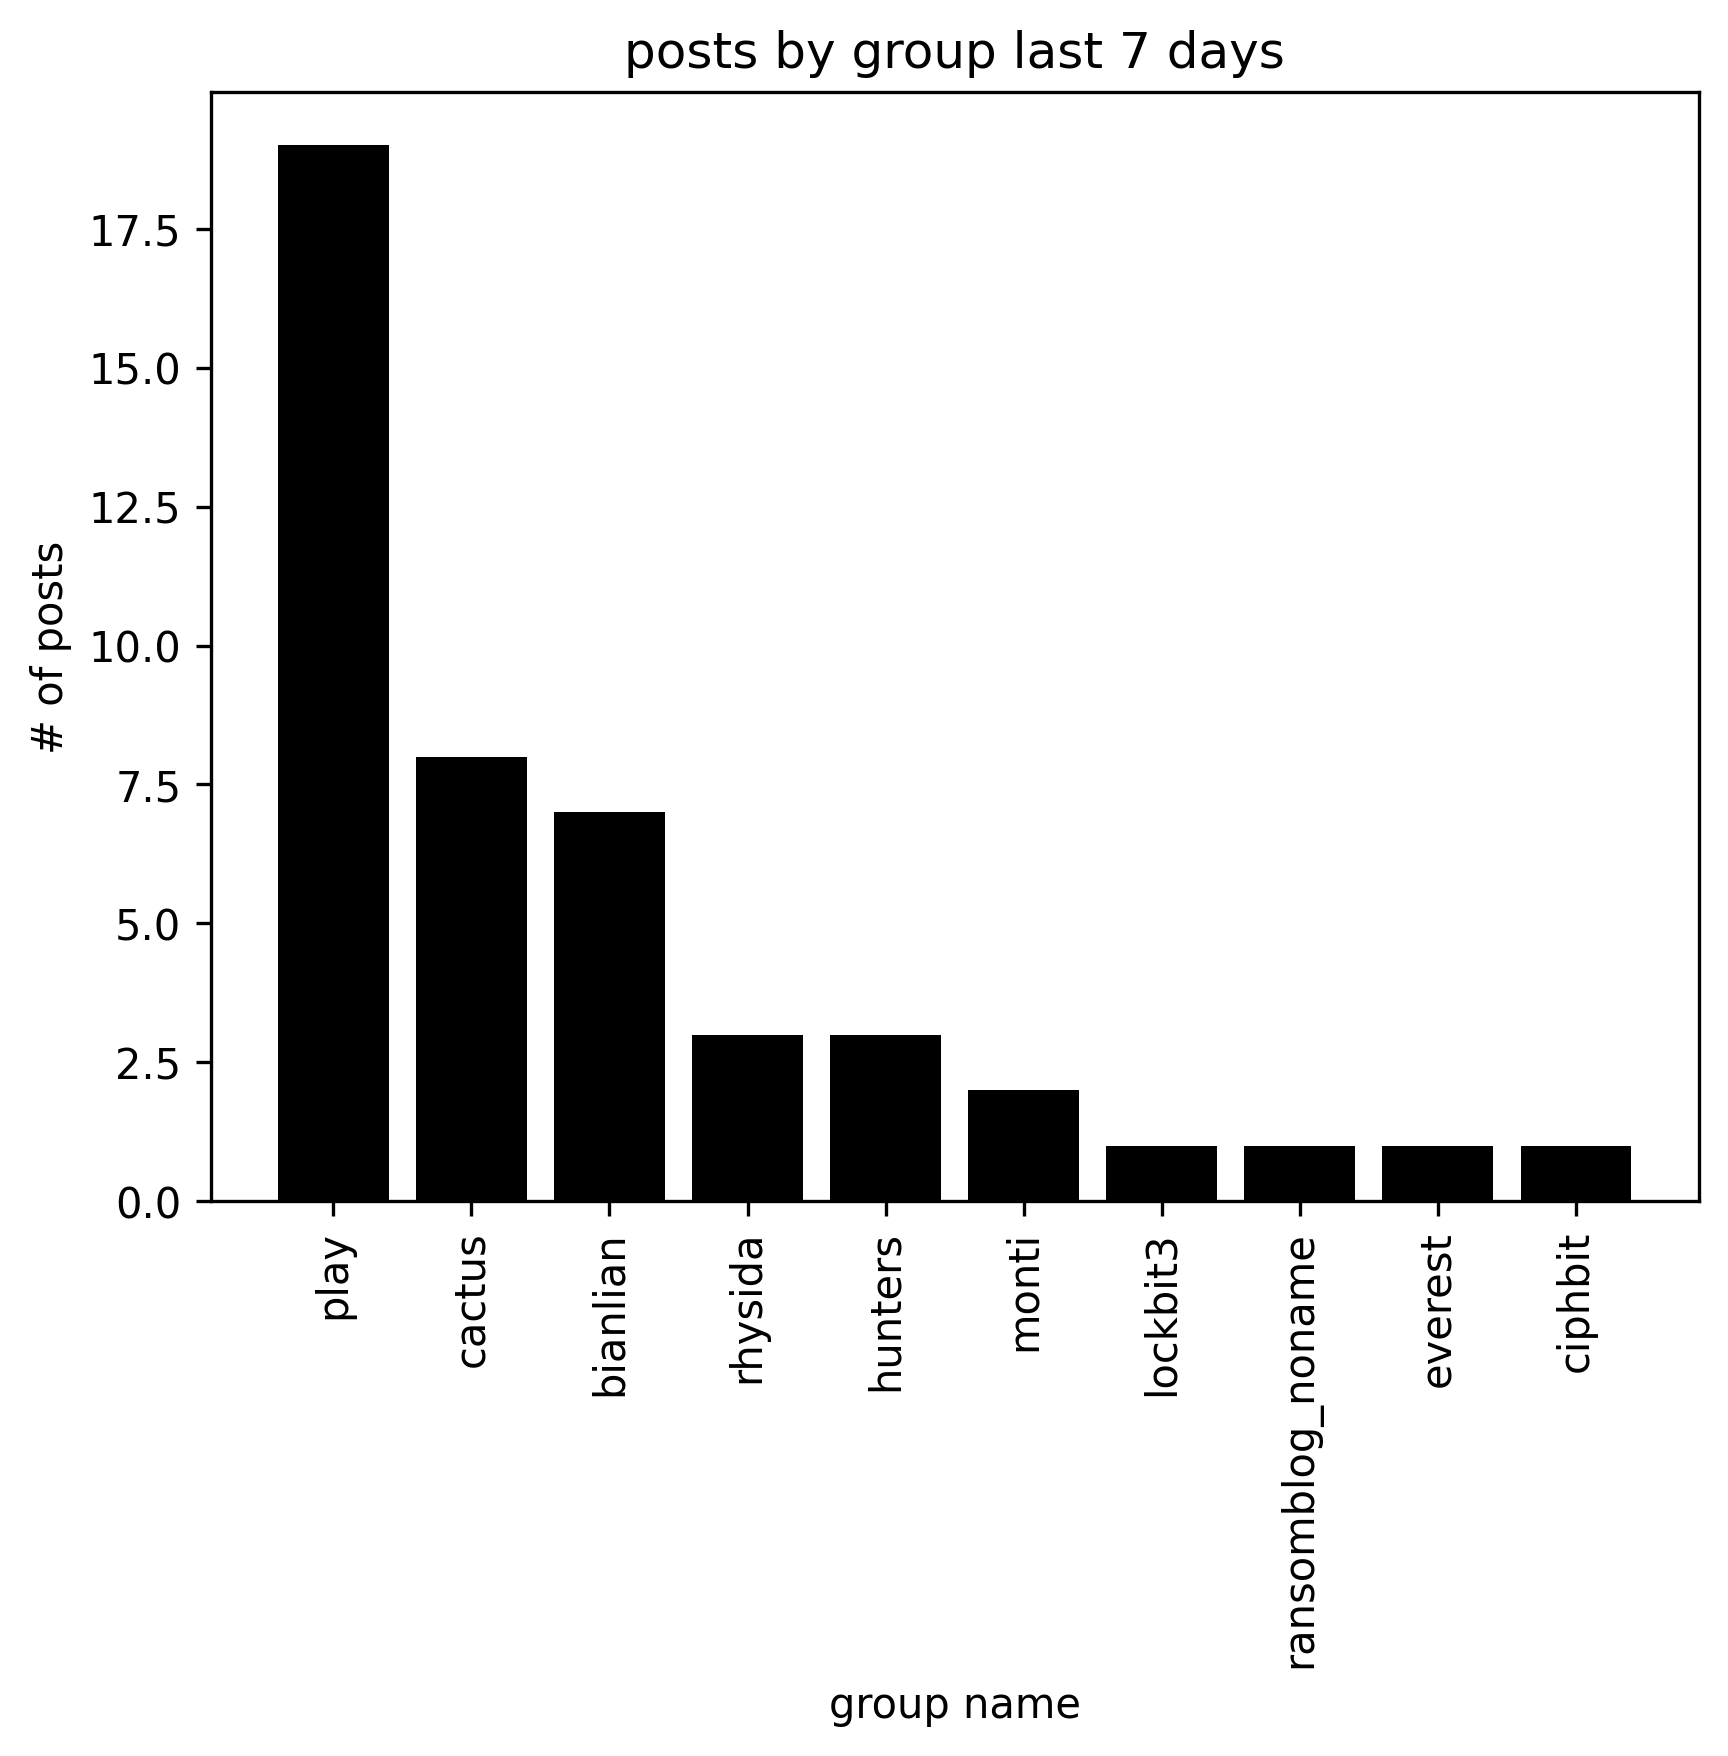 posts by group last 7 days
# of posts
17.5
15.0
12.5
10.0
7.5
5.0
2.5
0.0
play
cactus
bianlian
rhysida
hunters
monti
lockbit3
ransomblog_noname
everest
ciphbit
group name